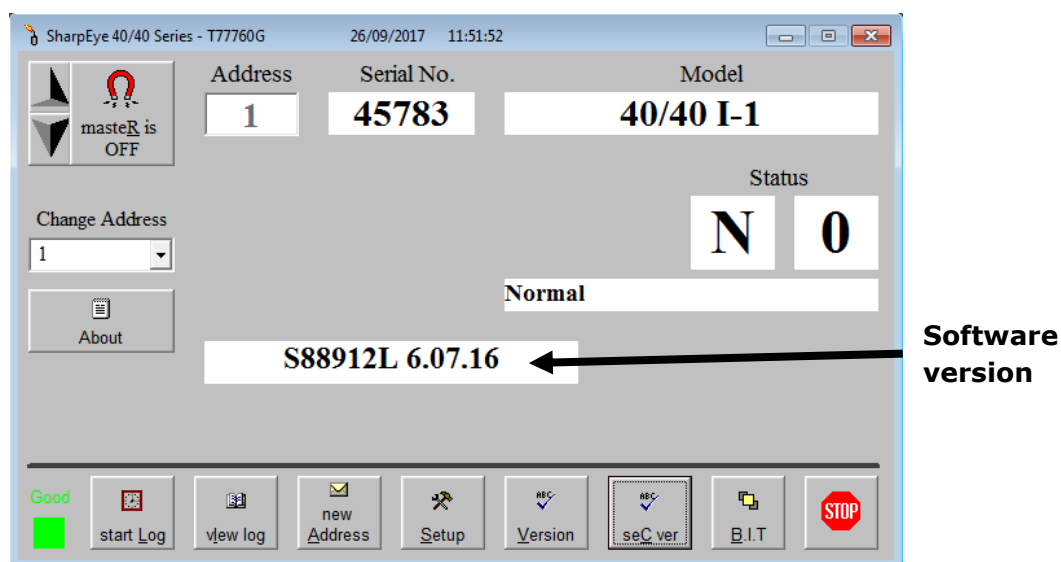 SharpEye 40/40 Series - T77760G 26/09/2017 11:51:52
Address Serial No. Model
masteR is
OFF
1 45783 40/40 I-1
Status
Change Address
1
N 0
Normal
About
S88912L 6.07.16
Software
version
Good
start Log
vIew log
new
Address
Setup
ABC
Version
ABC
seC ver
B.I.T
STOP